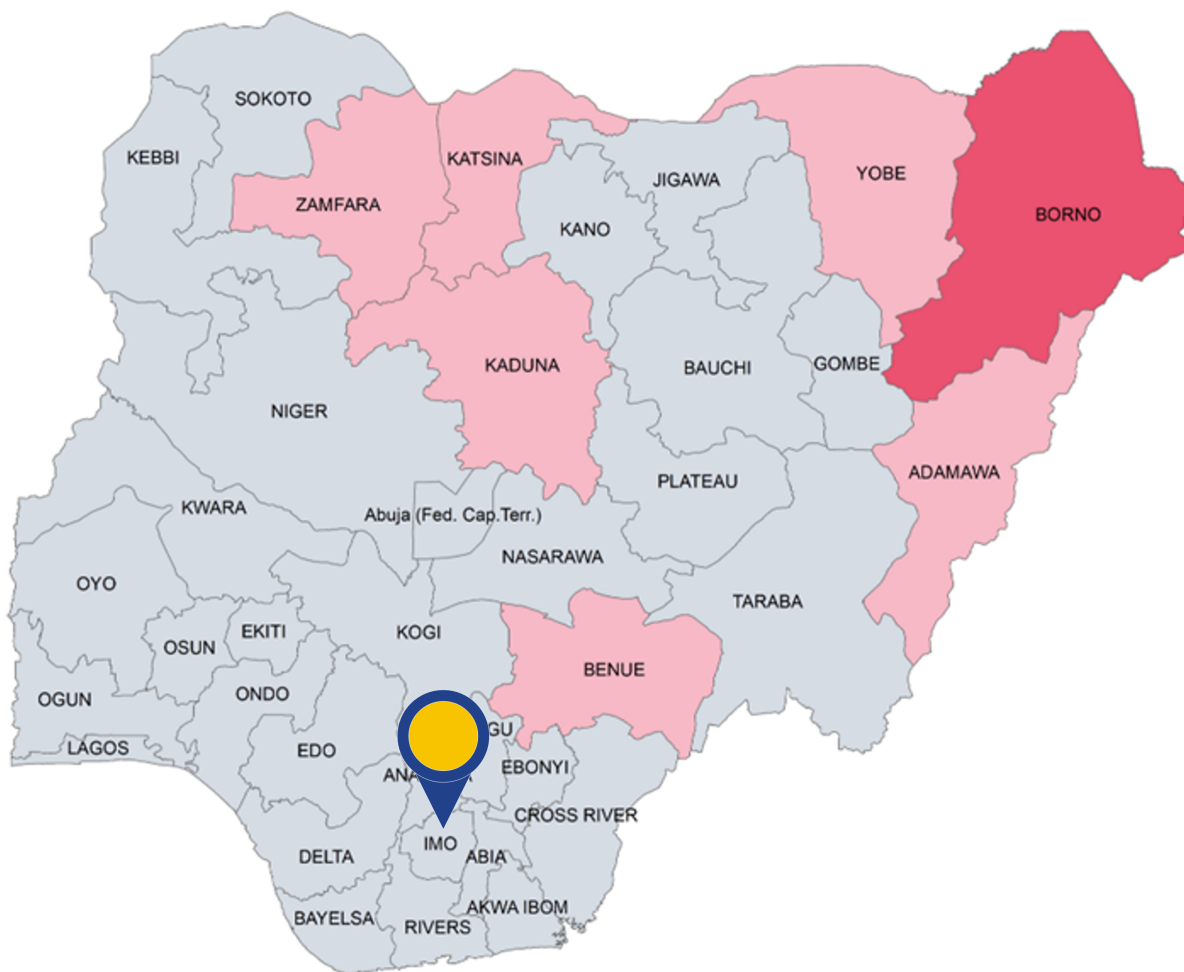 SOKOTO
KEBBI
KATSINA
ZAMFARA
JIGAWA
YOBE
KANO
BORNO
KADUNA
BAUCHI
GOMBE
NIGER
ADAMAWA
PLATEAU
KWARA
Abuja (Fed. Cap.Terr.)
NASARAWA
OYO
TARABA
EKITI
KOGI
OSUN
BENUE
OGUN
ONDO
GU
LAGOS
EDO
EBONYI
ANA
A
CROSS RIVER
IMO
DELTA
ABIA
AKWA IBOM
BAYELSA
RIVERS